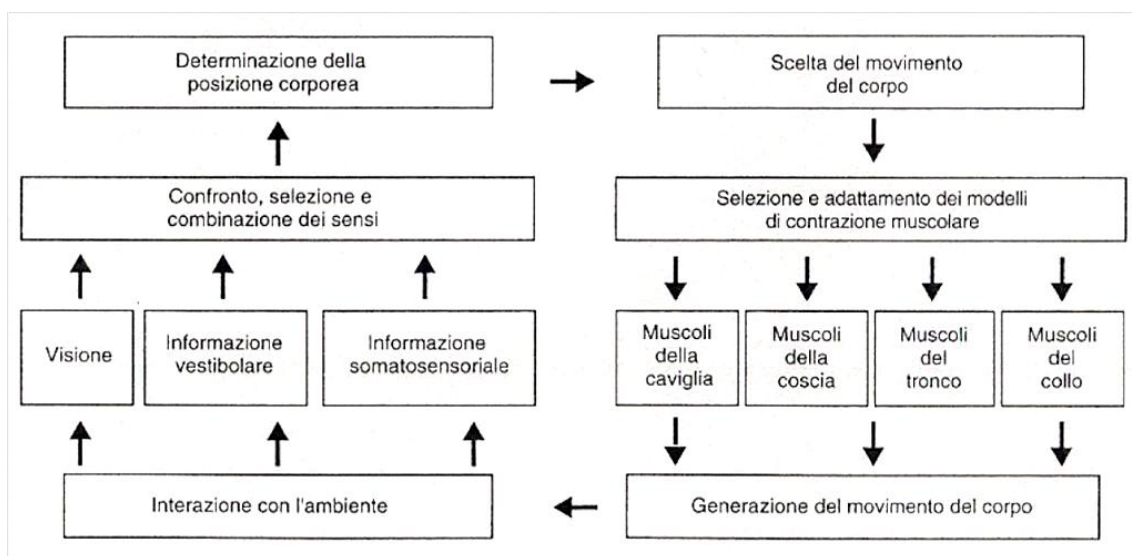 Determinazione della
posizione corporea
Scelta del movimento
del corpo
Confronto, selezione e
combinazione dei sensi
Selezione e adattamento dei modelli
di contrazione muscolare
Visione
Informazione
vestibolare
Informazione
somatosensoriale
Muscoli
della
caviglia
Muscoli
della
coscia
Muscoli
del
tronco
Muscoli
del
collo
Interazione con l'ambiente
Generazione del movimento del corpo